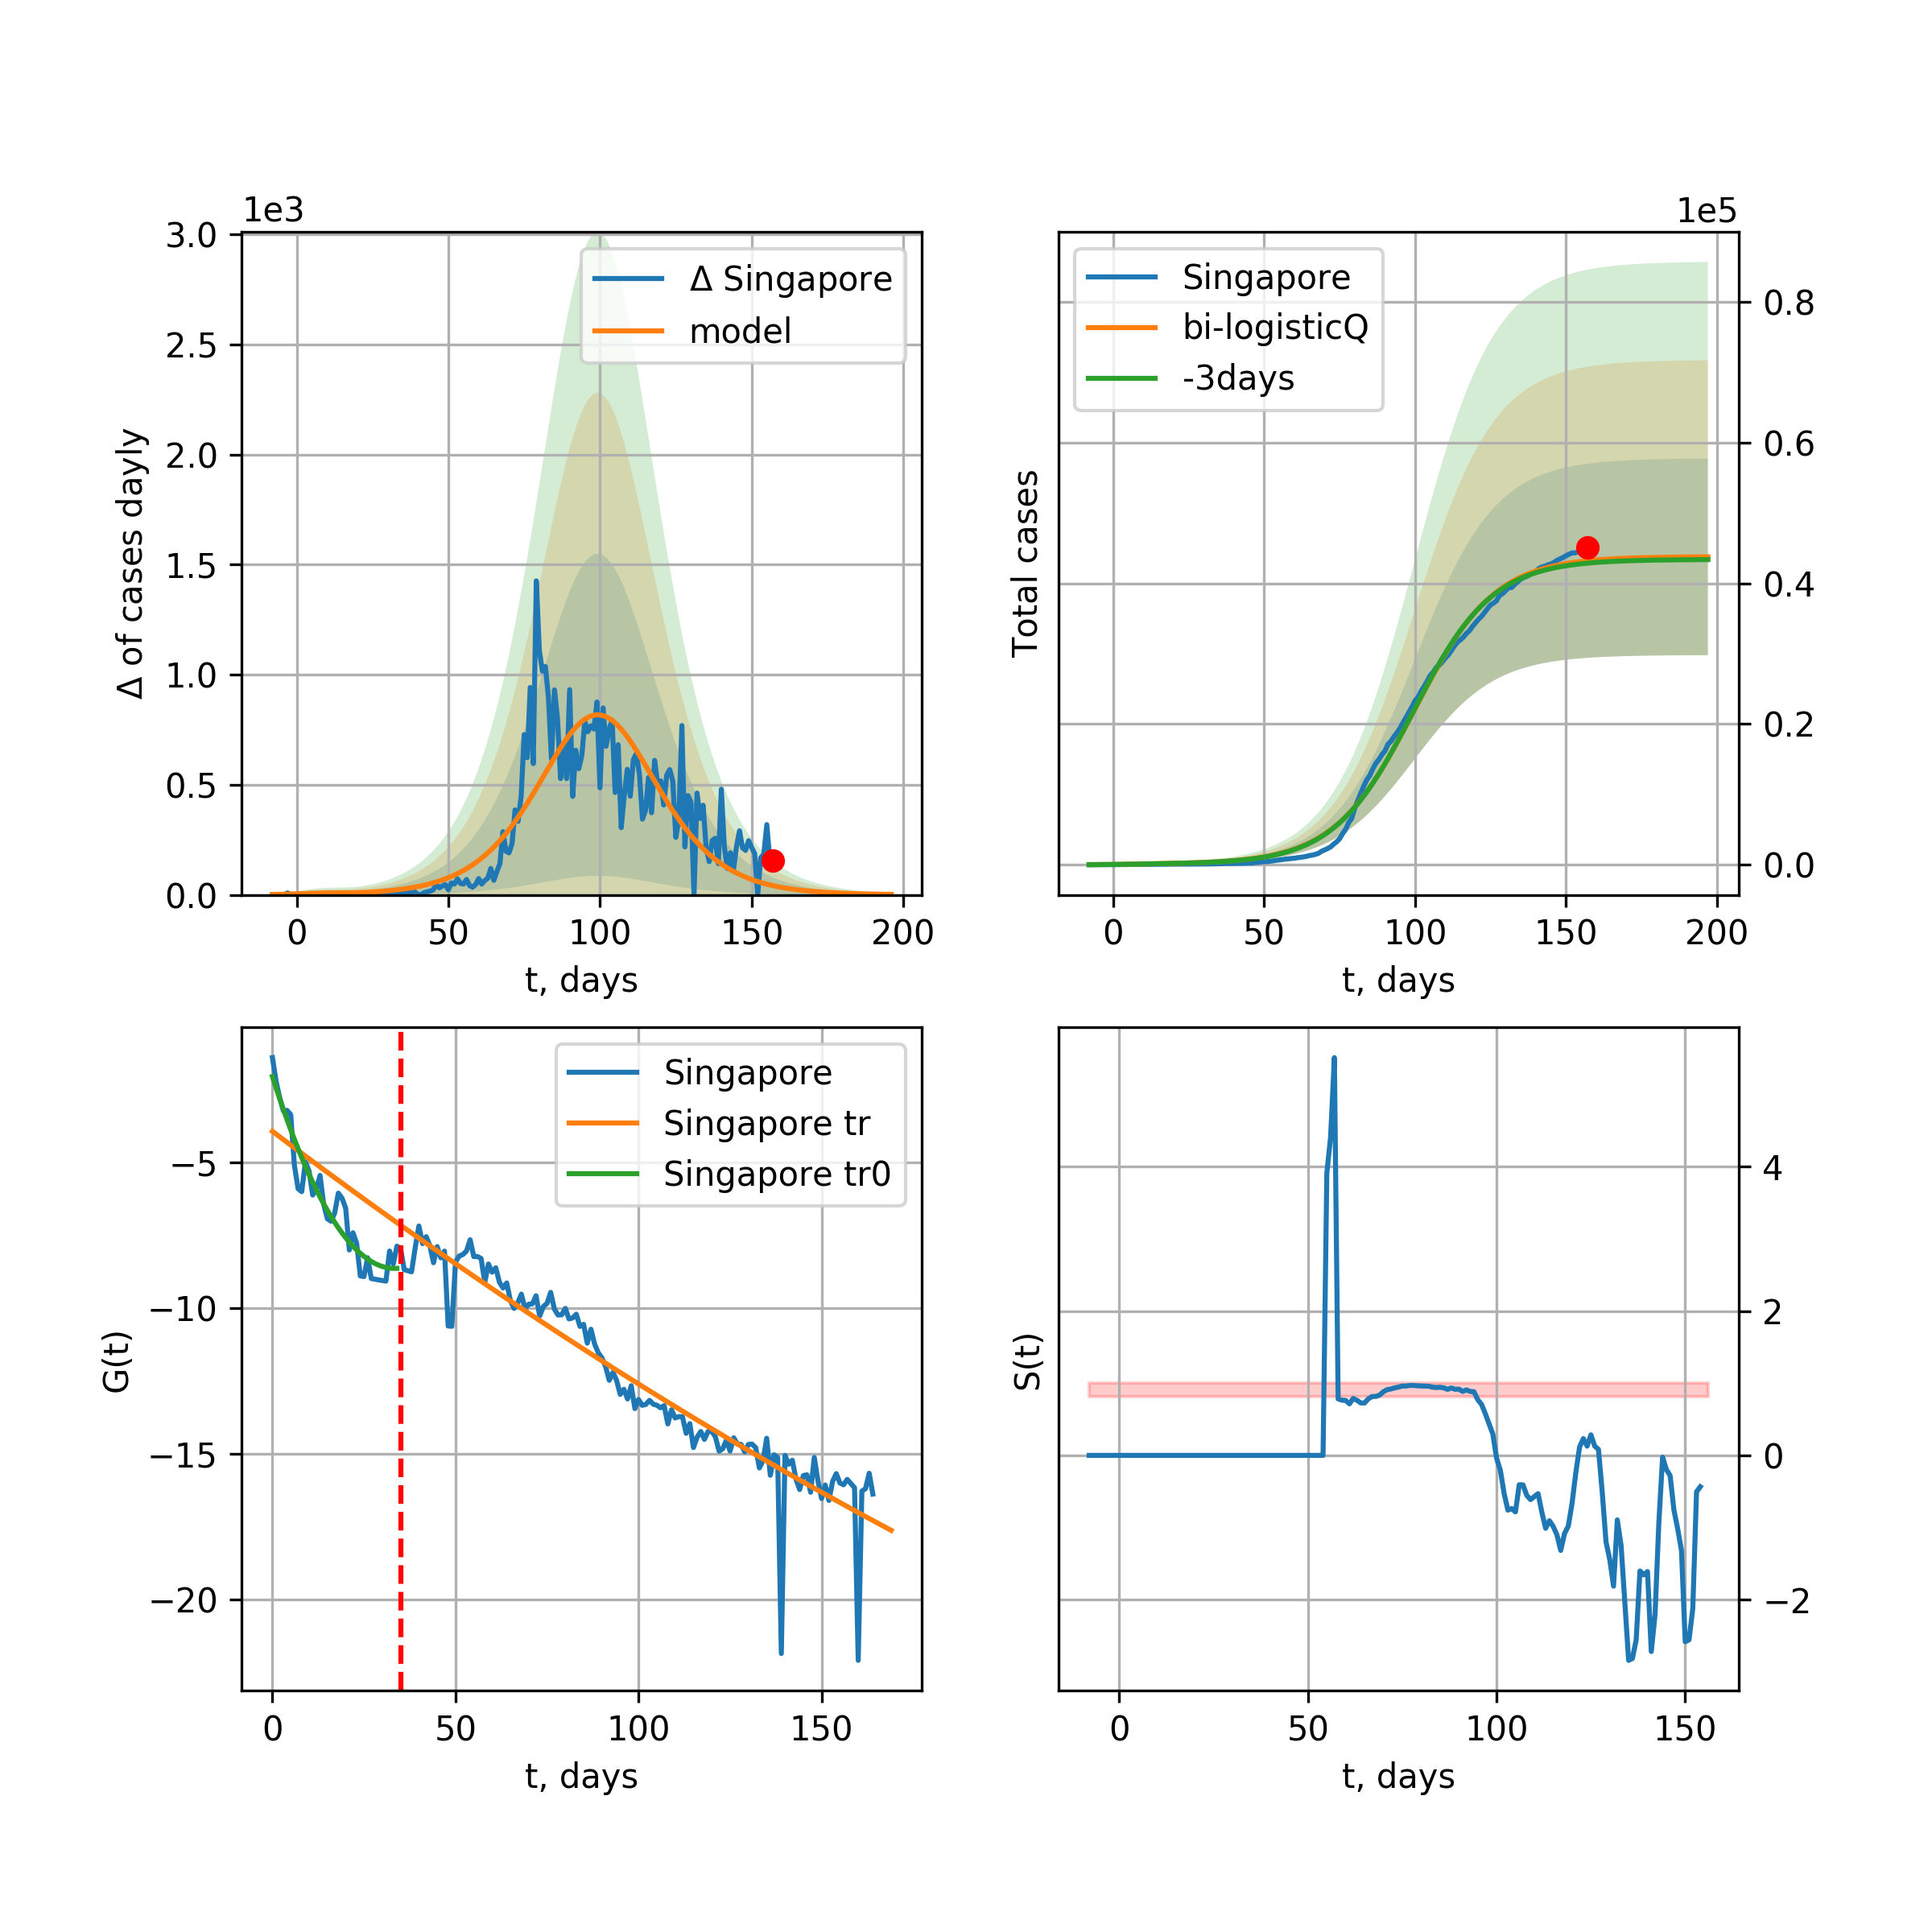 1e3
3.0
2.5
2.0
1.5
1.0
0.5
0.0
Δ of cases dayly
Δ Singapore
model
0 50 100 150 200
t, days
1e5
Singapore
bi-logisticQ
-3days
Total cases
0.8
0.6
0.4
0.2
0.0
0 50 100 150 200
t, days
Singapore
Singapore tr
Singapore tr0
G(t)
−5
−10
−15
−20
0 50 100 150
t, days
S(t)
4
2
0
−2
0 50 100 150
t, days